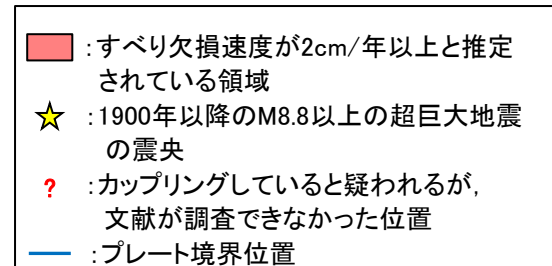 :すべり欠損速度が2cm/年以上と推定
されている領域
:1900年以降のM8.8以上の超巨大地震
の震央
? :カップリングしていると疑われるが,
文献が調査できなかった位置
:プレート境界位置